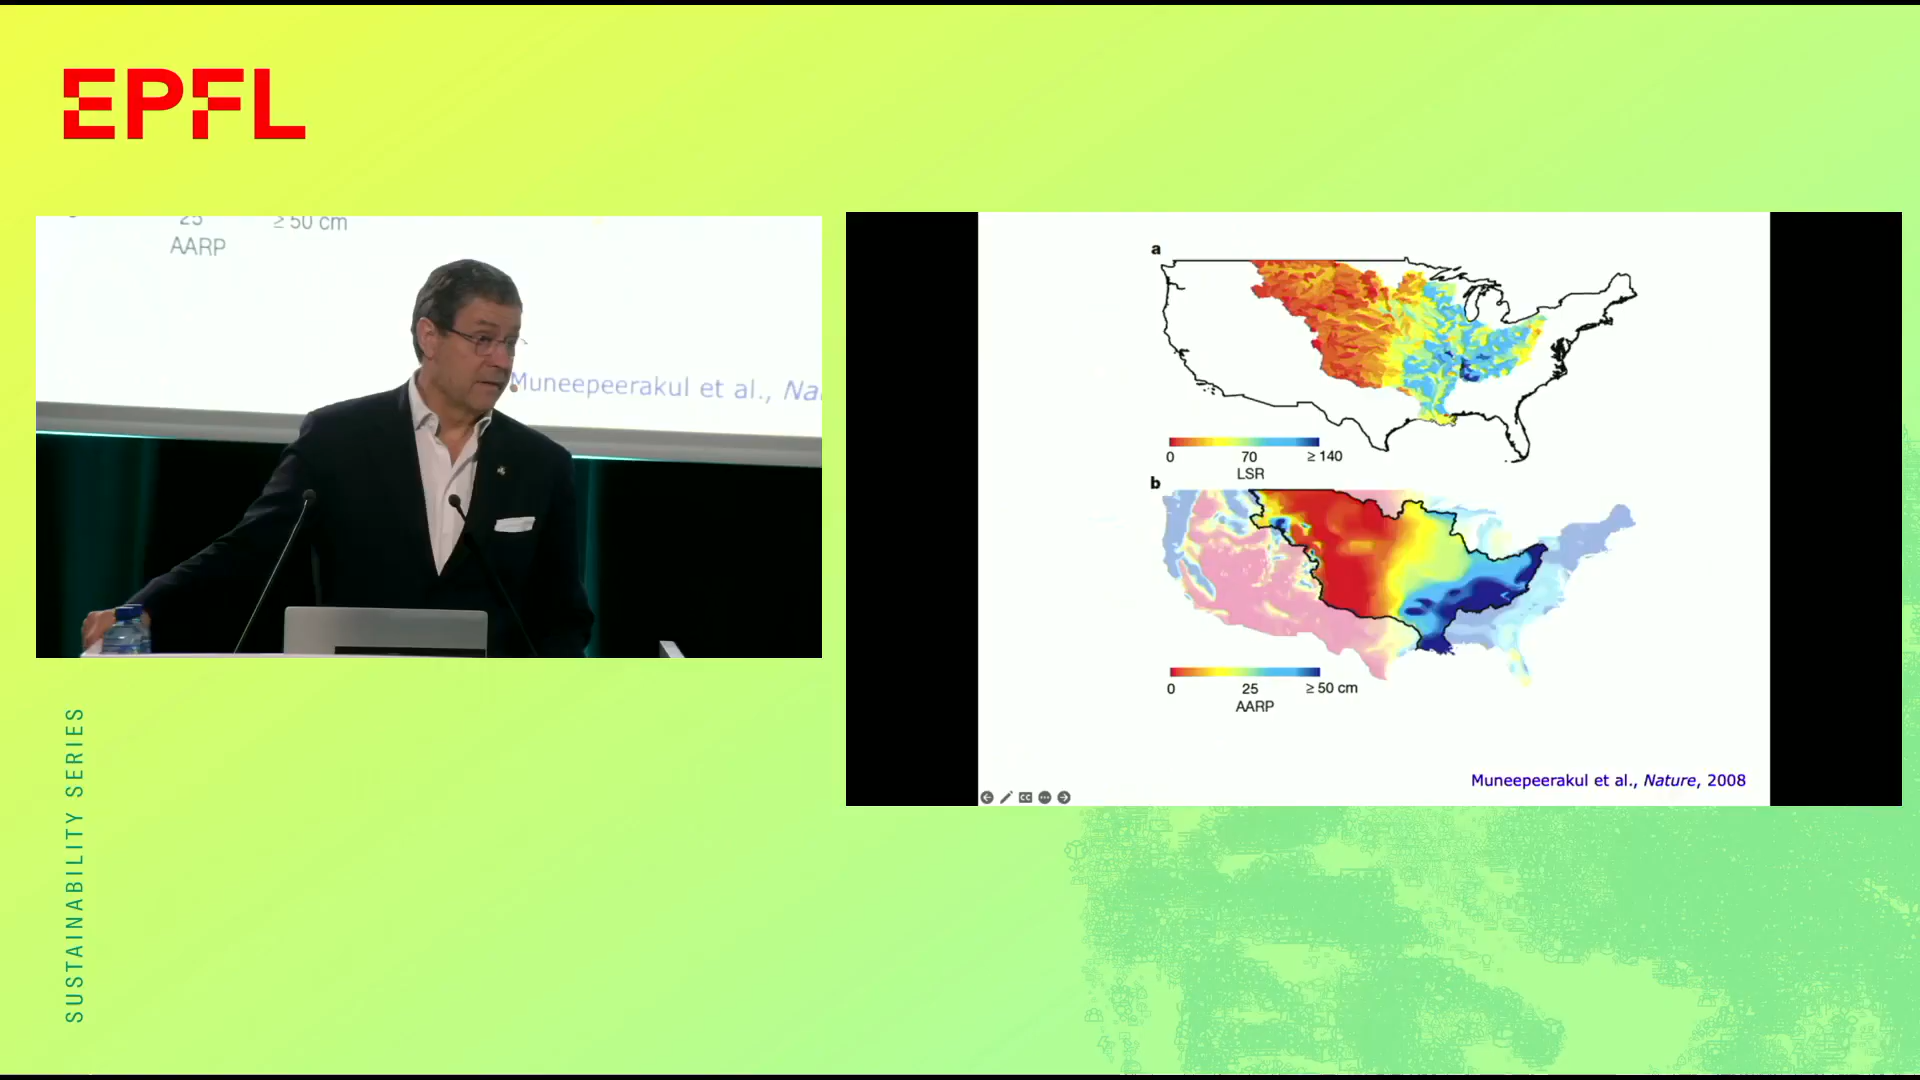 EPFL
25
≥ 50 cm
AARP
Muneepeerakul et al., Na
SUSTAINABILITY SERIES
a
0 70 ≥ 140
LSR
b
0 25 ≥ 50 cm
AARP
Muneepeerakul et al., Nature, 2008
CC